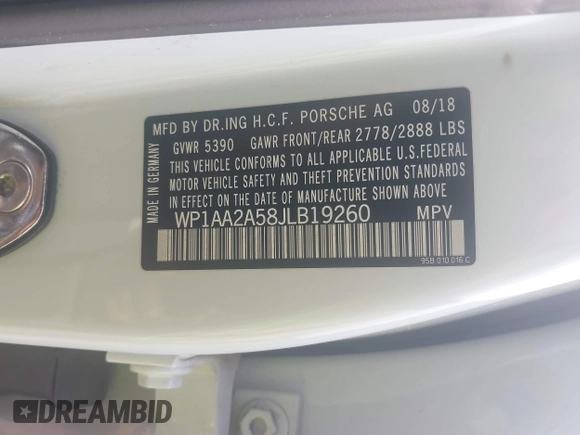 MFD BY DR.ING H.C.F. PORSCHE AG 08/18
GVWR 5390 GAWR FRONT/REAR 2778/2888 LBS
THIS VEHICLE CONFORMS TO ALL APPLICABLE U.S.FEDERAL
MOTOR VEHICLE SAFETY AND THEFT PREVENTION STANDARDS
IN EFFECT ON THE DATE OF MANUFACTURE SHOWN ABOVE.
WP1AA2A58JLB19260 MPV
95B 010 016 C
MADE IN GERMANY
DREAMBID